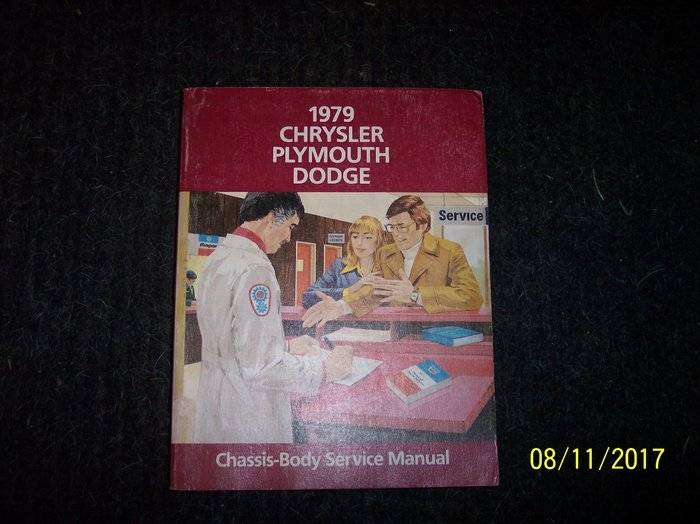 1979
CHRYSLER
PLYMOUTH
DODGE
Service
Chassis-Body Service Manual
08/11/2017